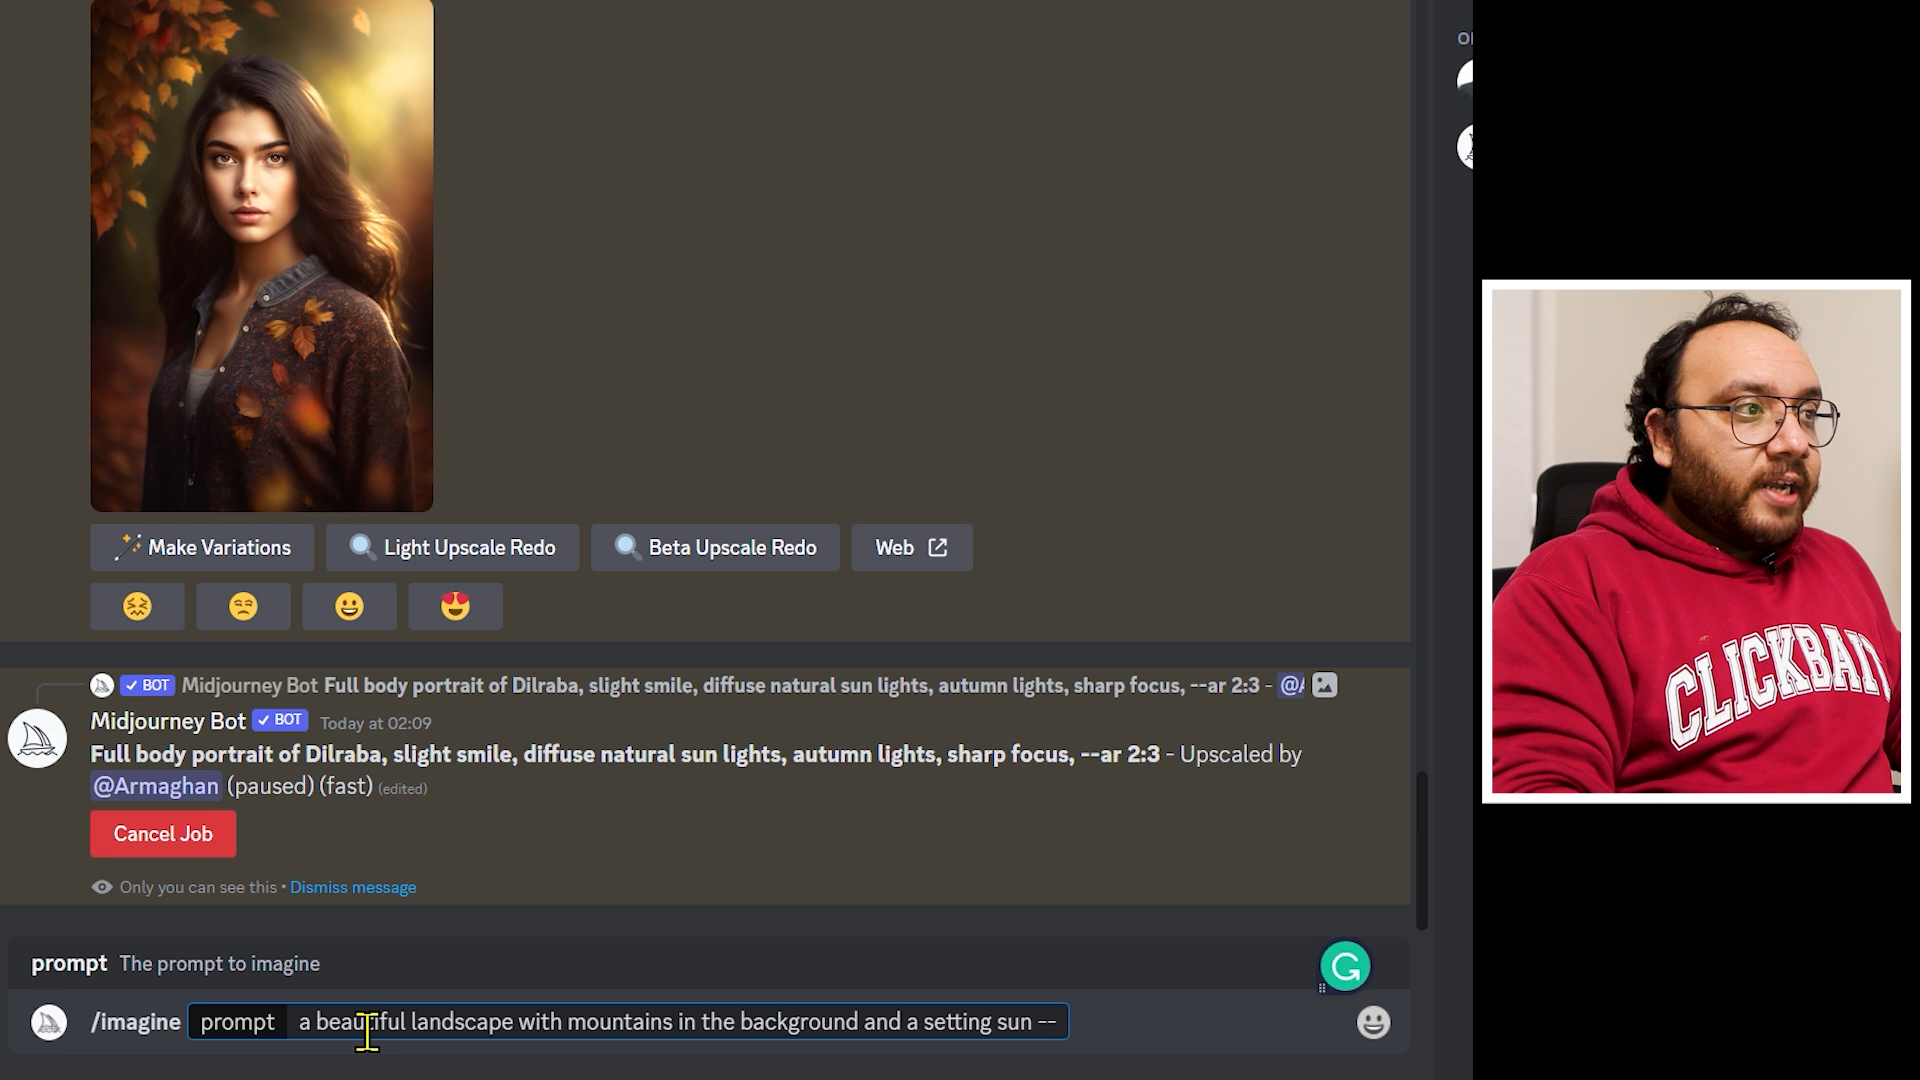 Make Variations
Light Upscale Redo
Beta Upscale Redo
Web
BOT Midjourney Bot Full body portrait of Dilraba, slight smile, diffuse natural sun lights, autumn lights, sharp focus, --ar 2:3 -
Midjourney Bot BOT Today at 02:09
Full body portrait of Dilraba, slight smile, diffuse natural sun lights, autumn lights, sharp focus, --ar 2:3 - Upscaled by
@Armaghan (paused) (fast) (edited)
Cancel Job
Only you can see this • Dismiss message
prompt The prompt to imagine
/imagine prompt a beautiful landscape with mountains in the background and a setting sun --
CLICKBAIT